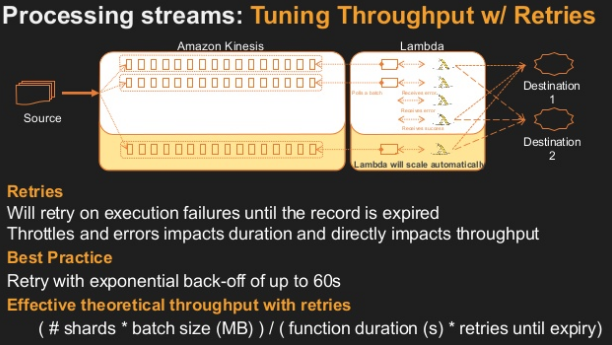 Processing streams: Tuning Throughput w/ Retries
Amazon Kinesis
Lambda
Source
Polls a batch
Receives error
Receives error
Receives success
Destination
1
Destination
2
Lambda will scale automatically
Retries
Will retry on execution failures until the record is expired
Throttles and errors impacts duration and directly impacts throughput
Best Practice
Retry with exponential back-off of up to 60s
Effective theoretical throughput with retries
( # shards * batch size (MB) ) / ( function duration (s) * retries until expiry)